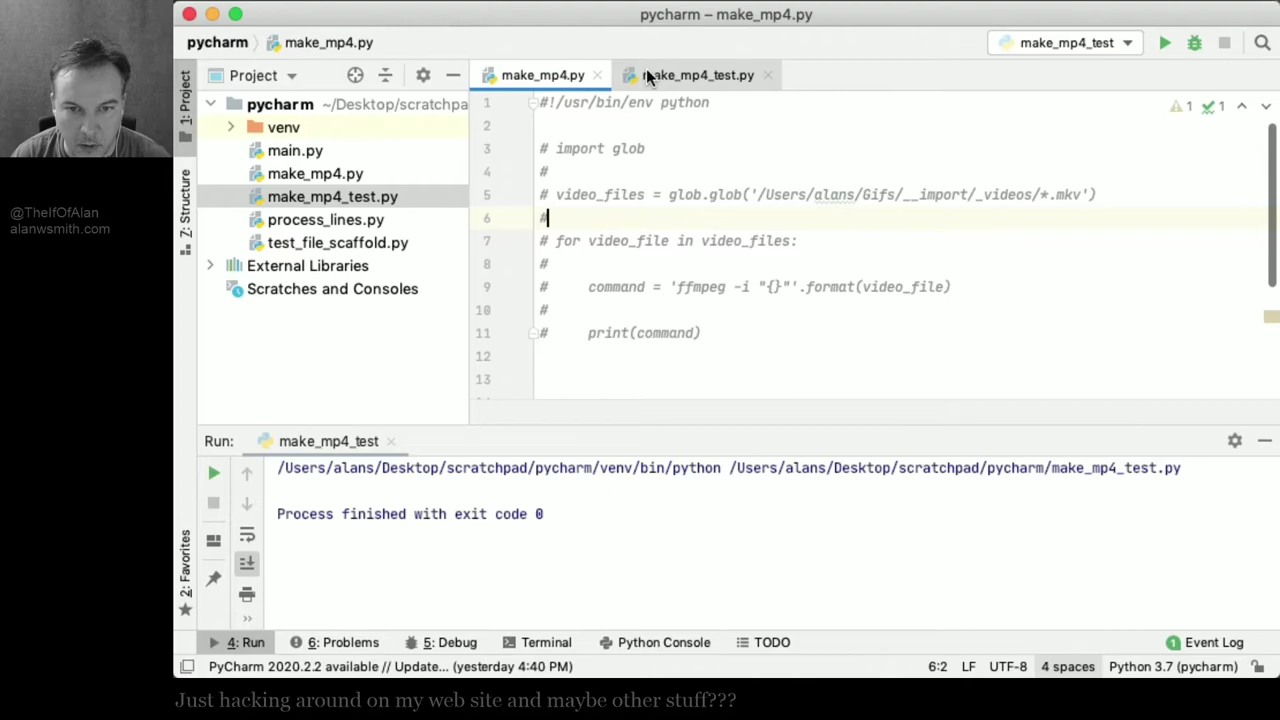 pycharm – make_mp4.py
pycharm make_mp4.py make_mp4_test
1: Project
Project
make_mp4.py make_mp4_test.py
pycharm ~/Desktop/scratchpa
venv
main.py
make_mp4.py
make_mp4_test.py
process_lines.py
test_file_scaffold.py
External Libraries
Scratches and Consoles
7: Structure
2: Favorites
1 #!/usr/bin/env python
2
3 # import glob
4 #
5 # video_files = glob.glob('/Users/alans/Gifs/__import/_videos/*.mkv')
6 #
7 # for video_file in video_files:
8 #
9 #     command = 'ffmpeg -i "{}"'.format(video_file)
10 #
11 #     print(command)
12
13
1 1
@TheIfOfAlan
alanwsmith.com
Run: make_mp4_test
/Users/alans/Desktop/scratchpad/pycharm/venv/bin/python /Users/alans/Desktop/scratchpad/pycharm/make_mp4_test.py
Process finished with exit code 0
4: Run 6: Problems 5: Debug Terminal Python Console TODO 1 Event Log
PyCharm 2020.2.2 available // Update... (yesterday 4:40 PM) 6:2 LF UTF-8 4 spaces Python 3.7 (pycharm)
Just hacking around on my web site and maybe other stuff???